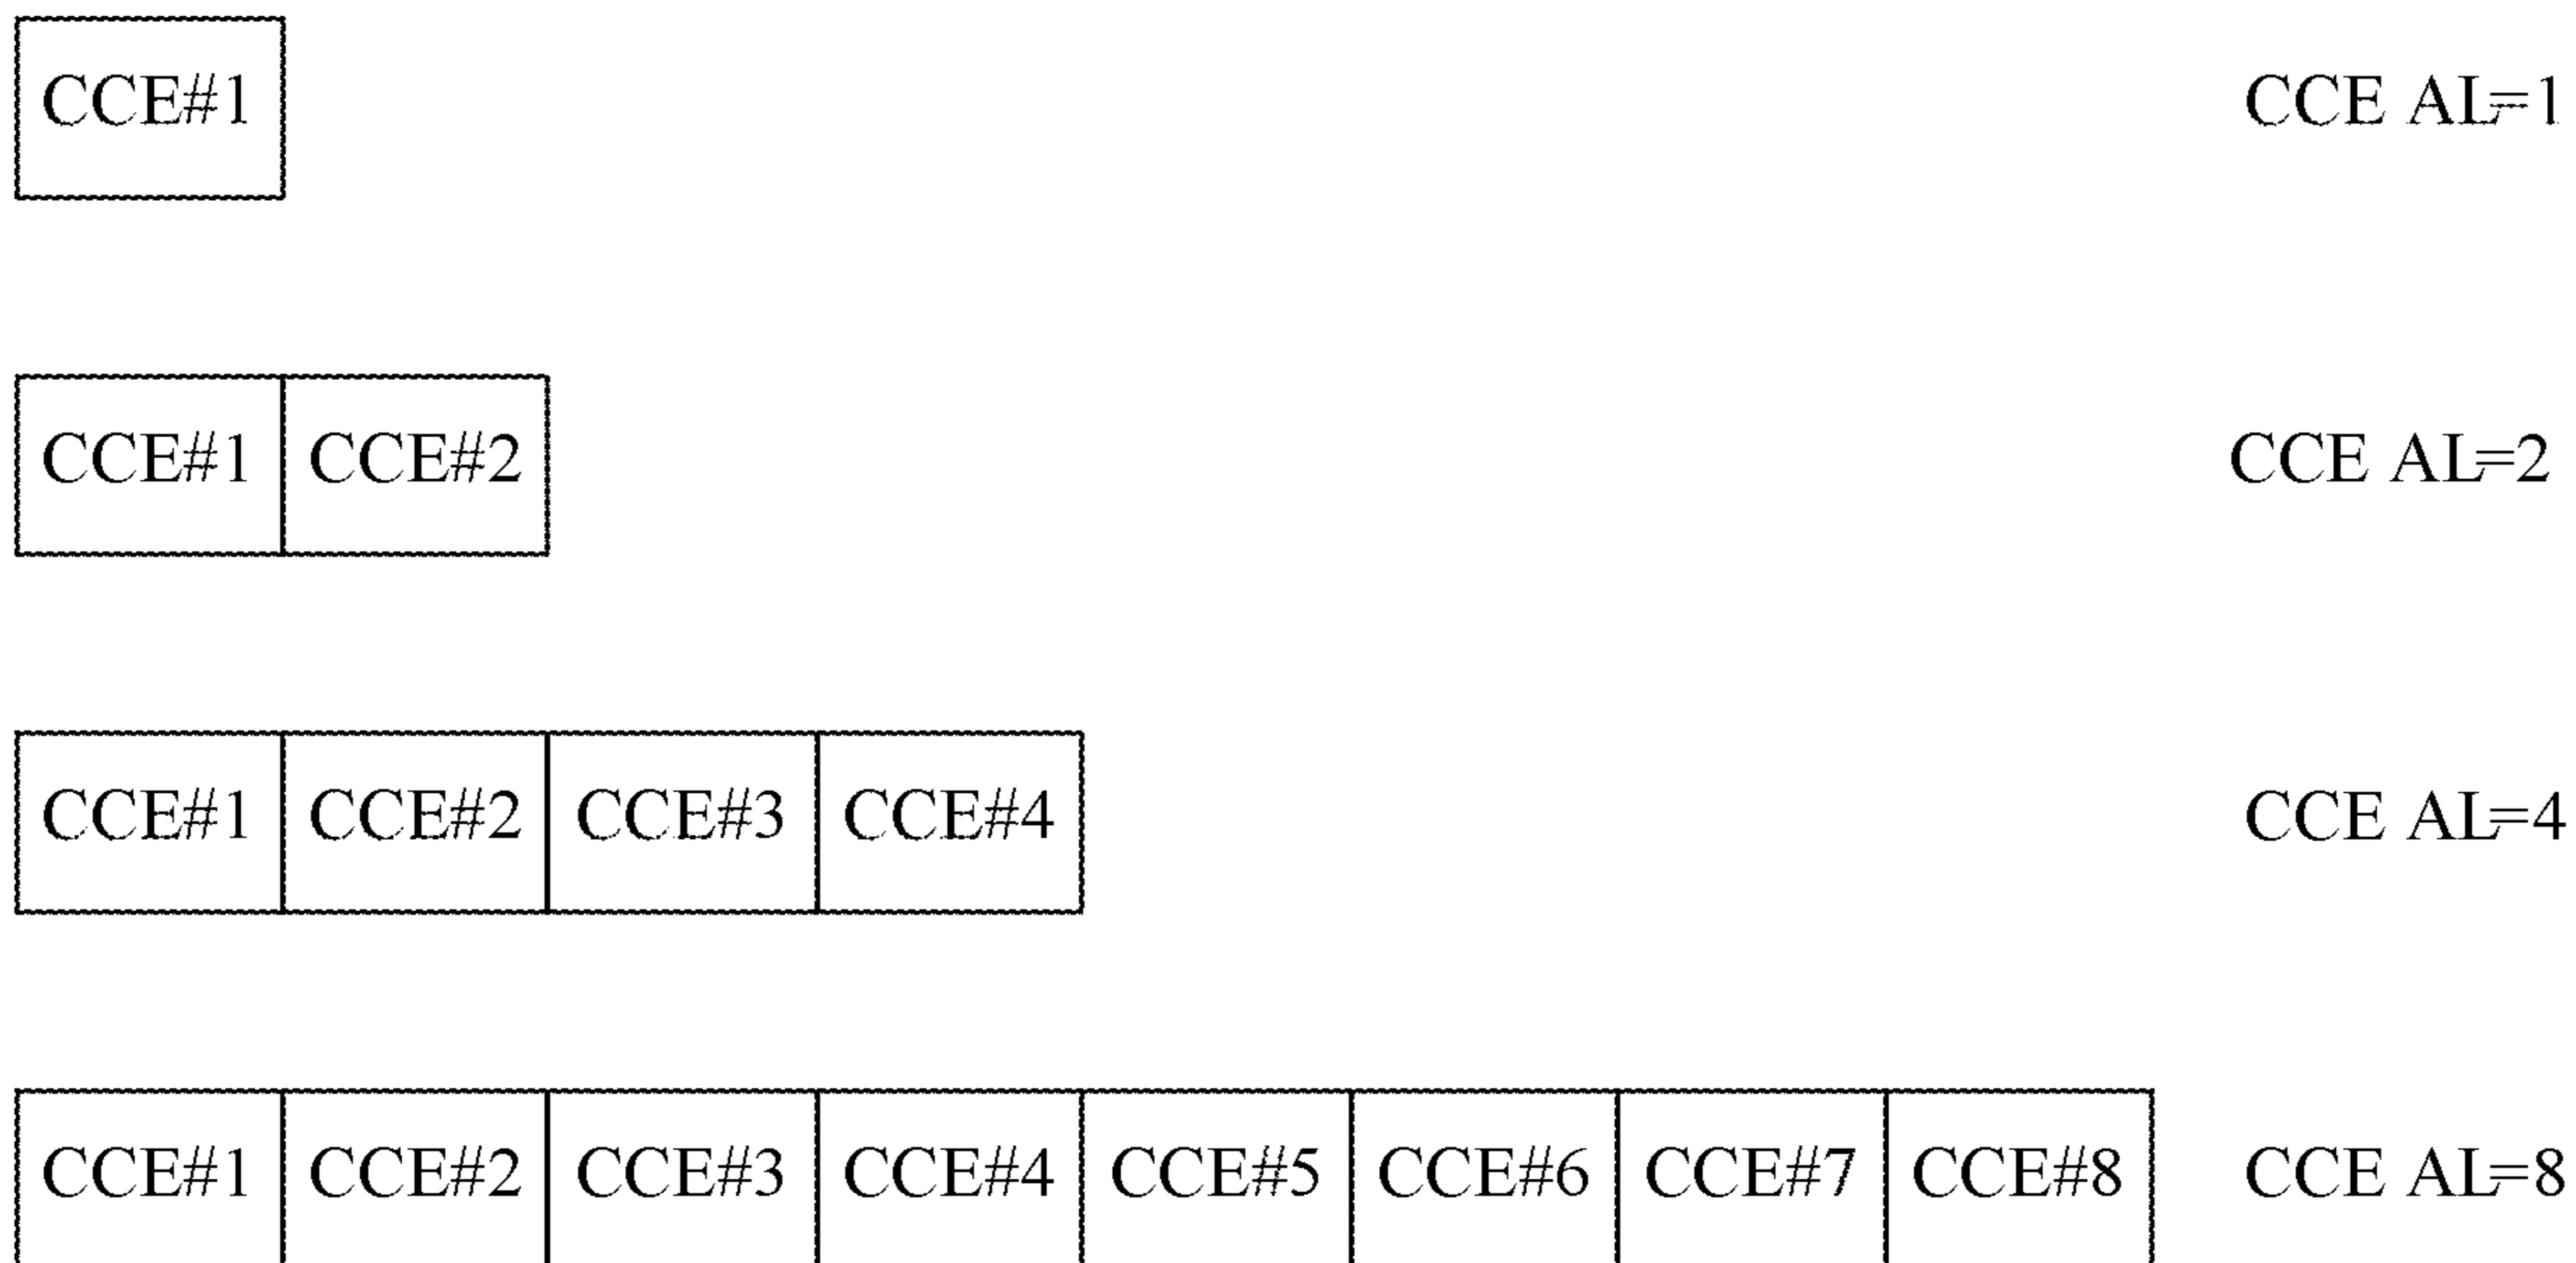 CCE#1 CCE AL=1
CCE#1 CCE#2 CCE AL=2
CCE#1 CCE#2 CCE#3 CCE#4 CCE AL=4
CCE#1 CCE#2 CCE#3 CCE#4 CCE#5 CCE#6 CCE#7 CCE#8 CCE AL=8